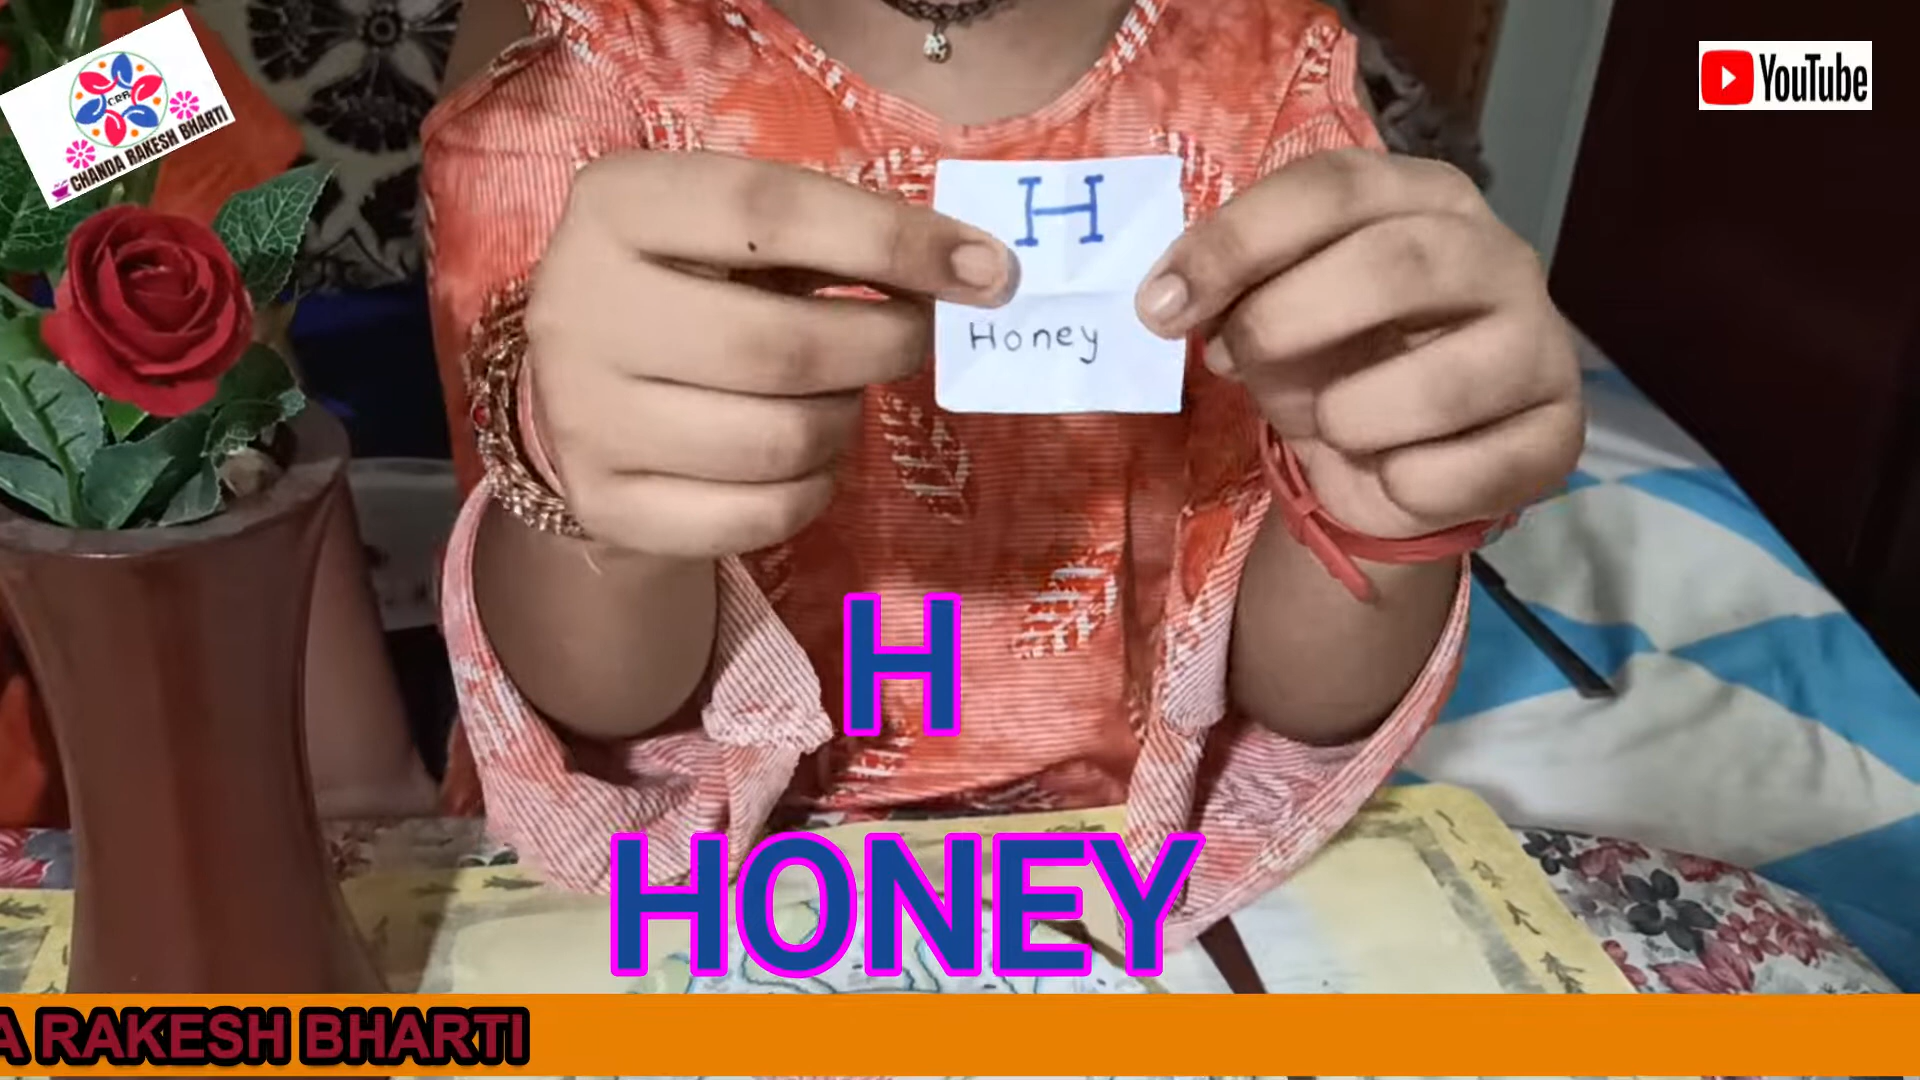 CRB
CHANDA RAKESH BHARTI
YouTube
H
Honey
H
HONEY
A RAKESH BHARTI